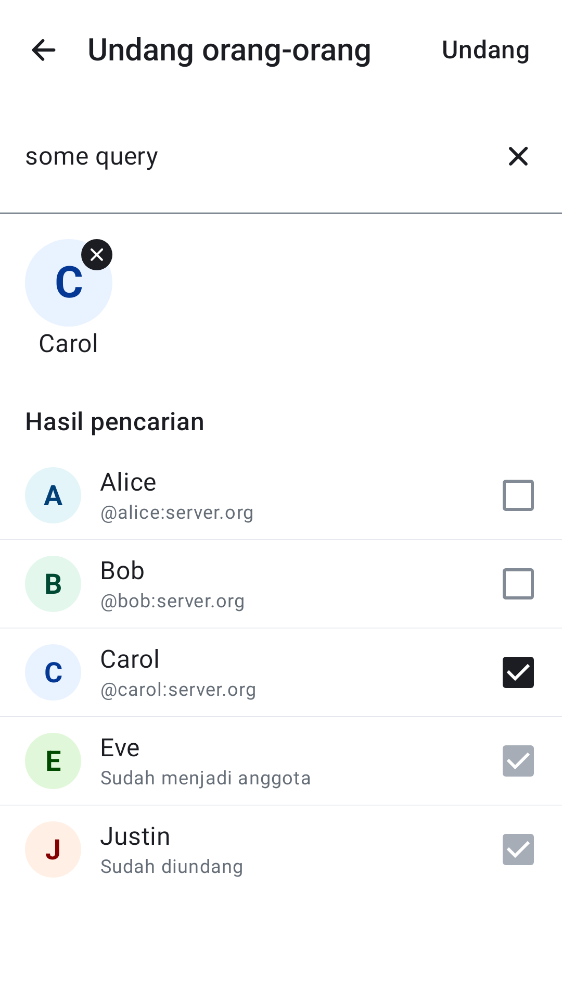 Undang orang-orang
Undang
some query
C
Carol
Hasil pencarian
A
Alice
@alice:server.org
B
Bob
@bob:server.org
C
Carol
@carol:server.org
E
Eve
Sudah menjadi anggota
J
Justin
Sudah diundang